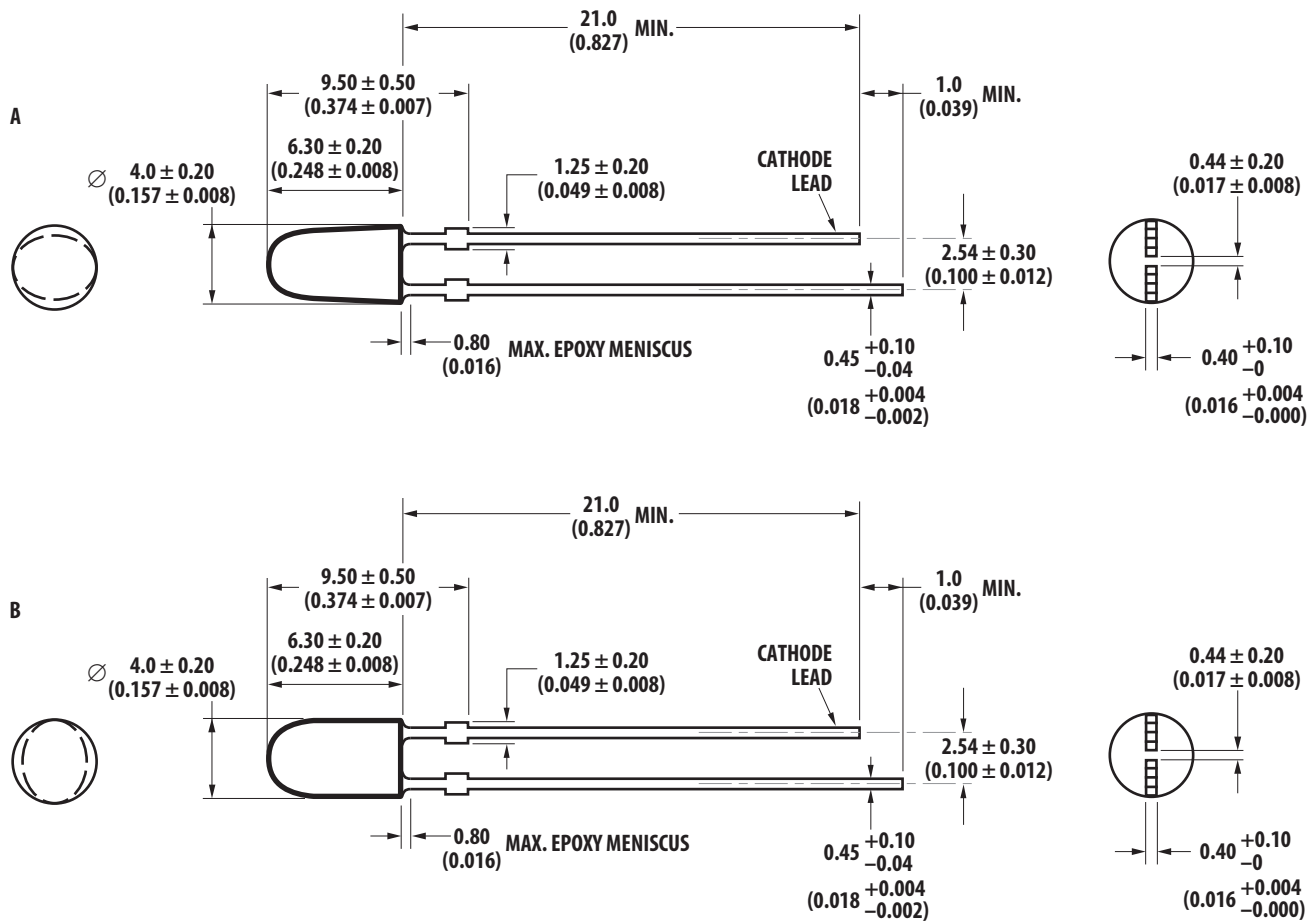 A
21.0
(0.827) MIN.
9.50 ± 0.50
(0.374 ± 0.007)
1.0
(0.039) MIN.
6.30 ± 0.20
(0.248 ± 0.008)
∅ 4.0 ± 0.20
(0.157 ± 0.008)
1.25 ± 0.20
(0.049 ± 0.008)
CATHODE
LEAD
0.44 ± 0.20
(0.017 ± 0.008)
2.54 ± 0.30
(0.100 ± 0.012)
0.80
(0.016) MAX. EPOXY MENISCUS
0.45 +0.10
−0.04
(0.018 +0.004
−0.002)
0.40 +0.10
−0
(0.016 +0.004
−0.000)
B
21.0
(0.827) MIN.
9.50 ± 0.50
(0.374 ± 0.007)
1.0
(0.039) MIN.
6.30 ± 0.20
(0.248 ± 0.008)
∅ 4.0 ± 0.20
(0.157 ± 0.008)
1.25 ± 0.20
(0.049 ± 0.008)
CATHODE
LEAD
0.44 ± 0.20
(0.017 ± 0.008)
2.54 ± 0.30
(0.100 ± 0.012)
0.80
(0.016) MAX. EPOXY MENISCUS
0.45 +0.10
−0.04
(0.018 +0.004
−0.002)
0.40 +0.10
−0
(0.016 +0.004
−0.000)